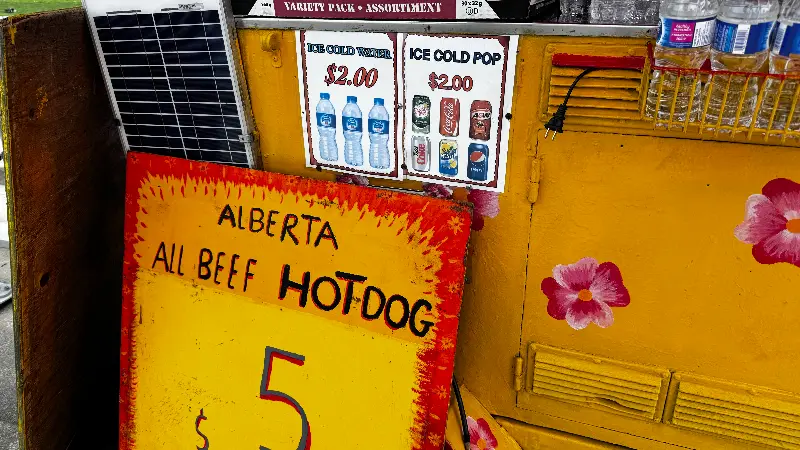 VARIETY PACK • ASSORTMENT
ICE COLD WATER
$2.00
ICE COLD POP
$2.00
ALBERTA
All BEEF HOTDOG
$5